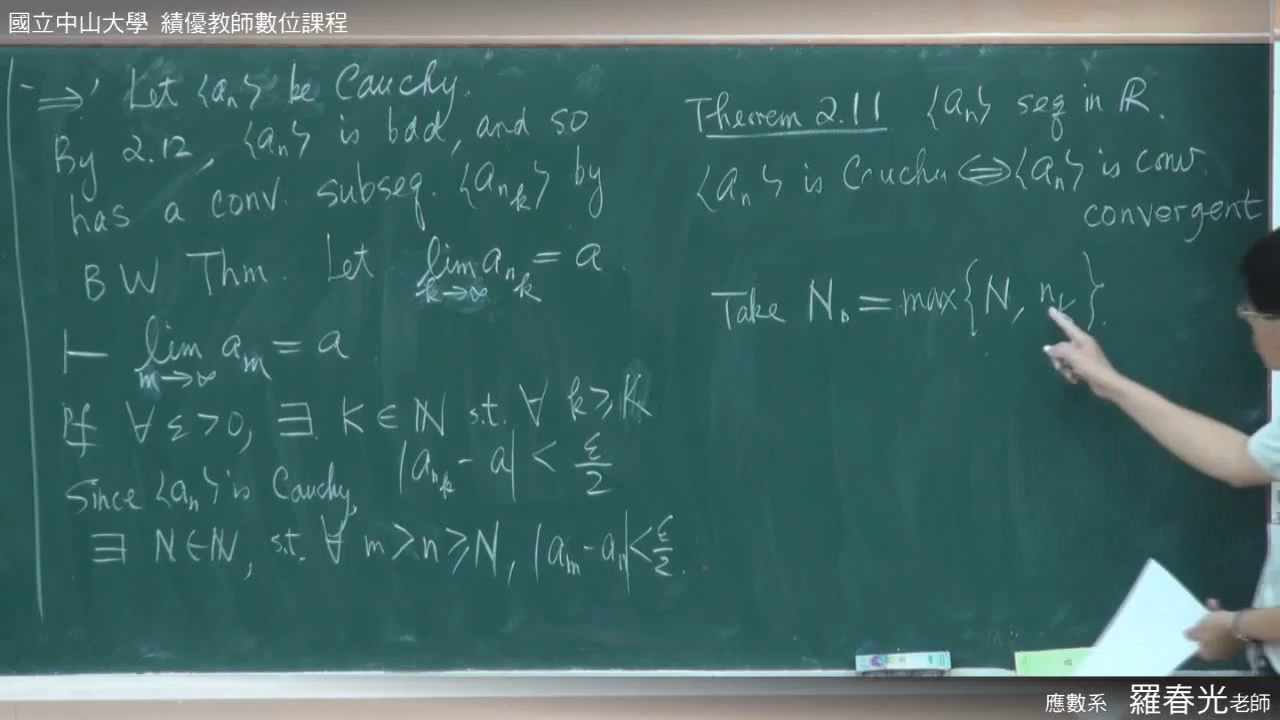 國立中山大學 績優教師數位課程
"⇒" Let <aₙ> be Cauchy.
By 2.12, <aₙ> is bdd, and so
has a conv. subseq. <a_{n_k}> by
BW Thm. Let lim_{k→∞} a_{n_k} = a
⊢ lim_{m→∞} a_m = a
Pf ∀ ε>0, ∃ K∈ℕ s.t. ∀ k≥K
|a_{n_k} - a| < ε/2
Since <aₙ> is Cauchy,
∃ N∈ℕ, s.t. ∀ m>n≥N, |a_m - a_n| < ε/2.
Theorem 2.11 <aₙ> seq in ℝ.
<aₙ> is Cauchy ⇔ <aₙ> is conv.
convergent
Take N₀ = max{N, n_K}.
應數系 羅春光老師